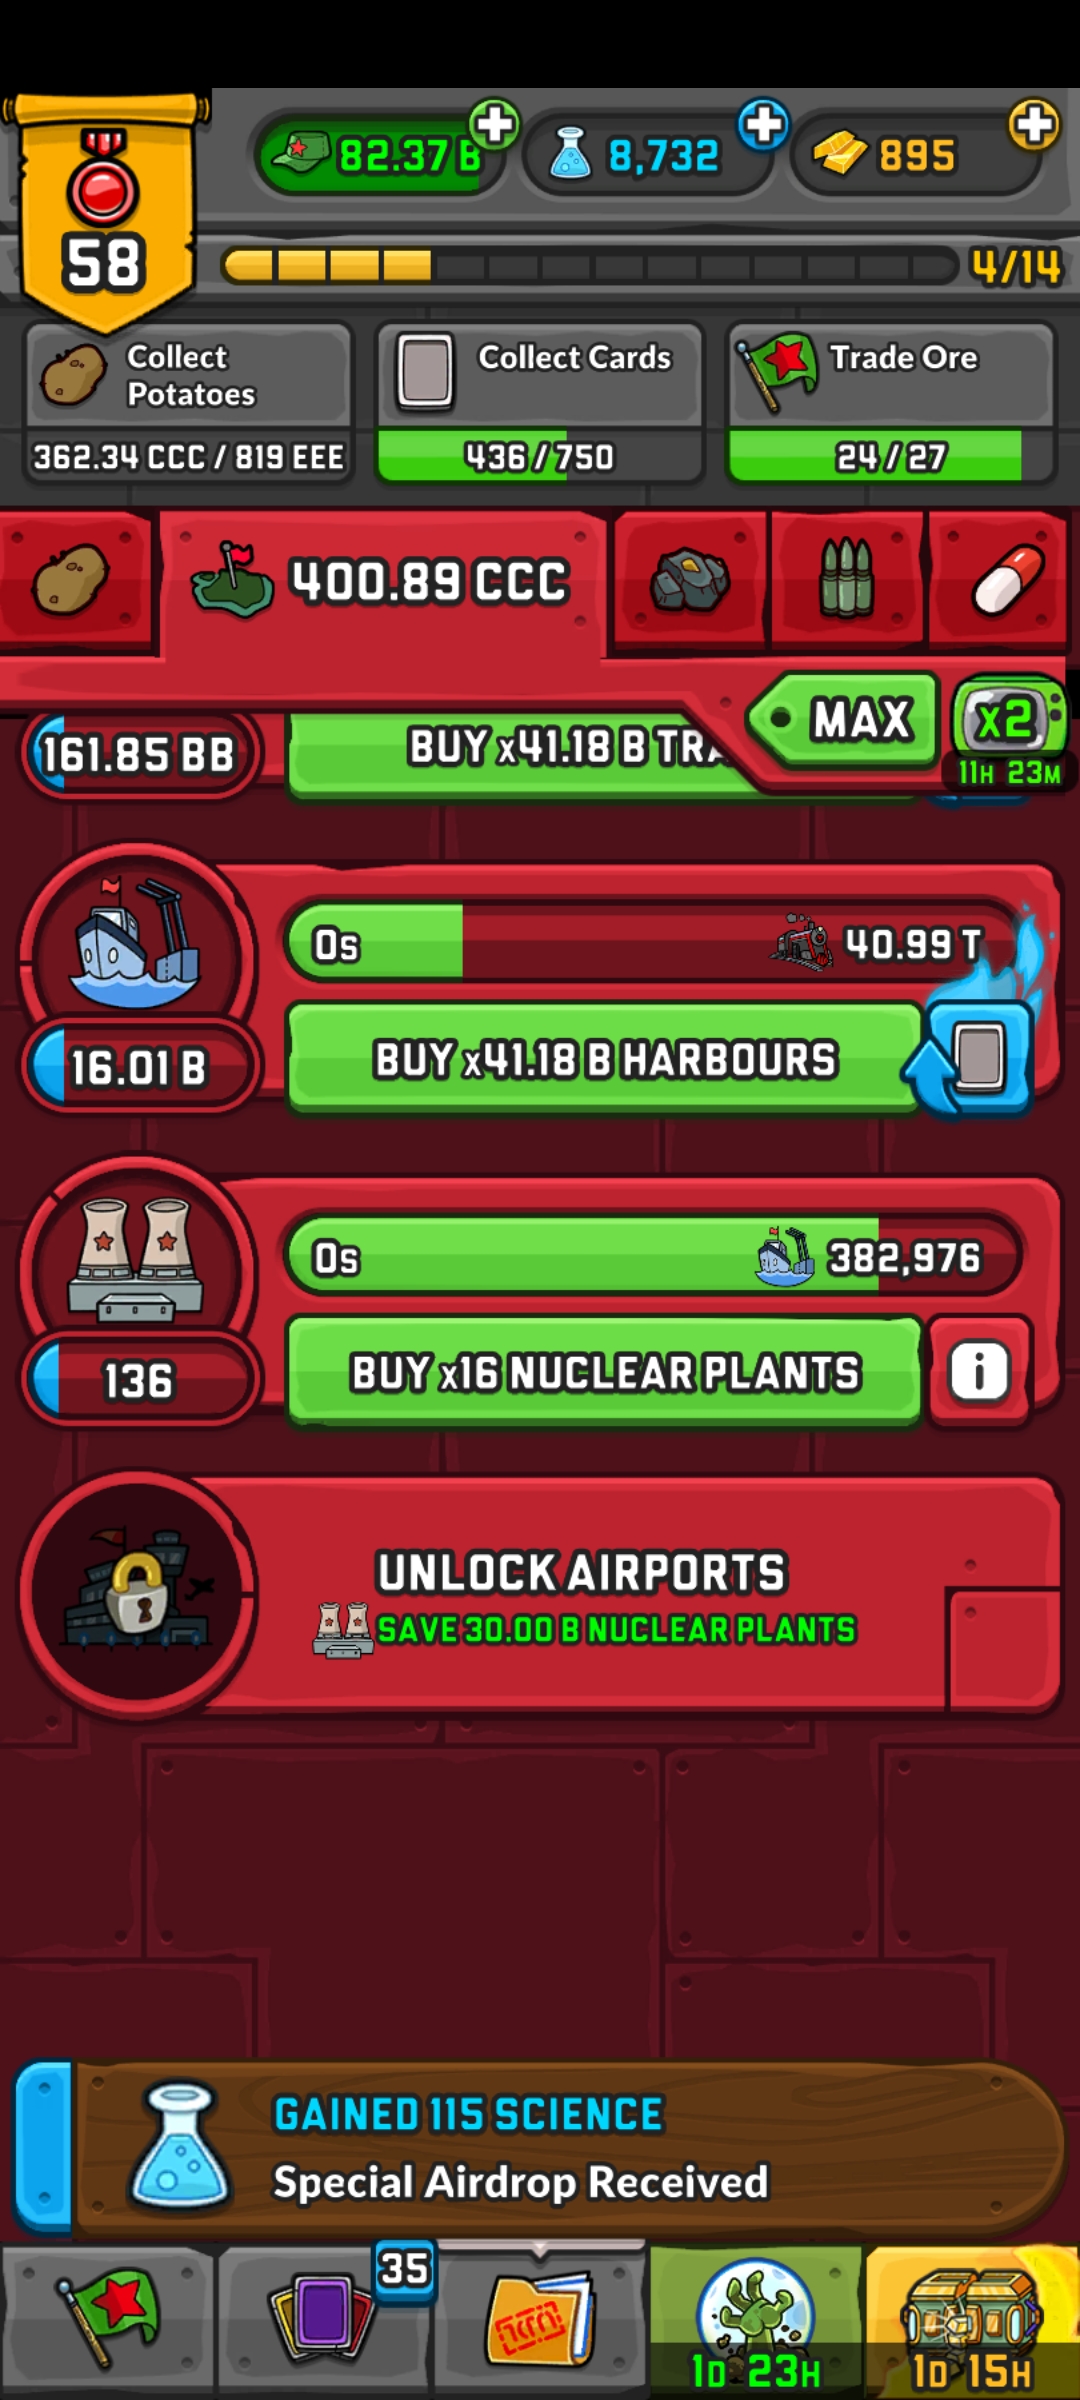 82.37 B
8,732
895
58
4/14
Collect
Potatoes
362.34 CCC / 819 EEE
Collect Cards
436 / 750
Trade Ore
24 / 27
400.89 CCC
MAX
x2
11H 23M
161.85 BB
BUY x41.18 B
0s
40.99 T
16.01 B
BUY x41.18 B HARBOURS
0s
382,976
136
BUY x16 NUCLEAR PLANTS
i
UNLOCK AIRPORTS
SAVE 30.00 B NUCLEAR PLANTS
GAINED 115 SCIENCE
Special Airdrop Received
35
1D 23H
1D 15H